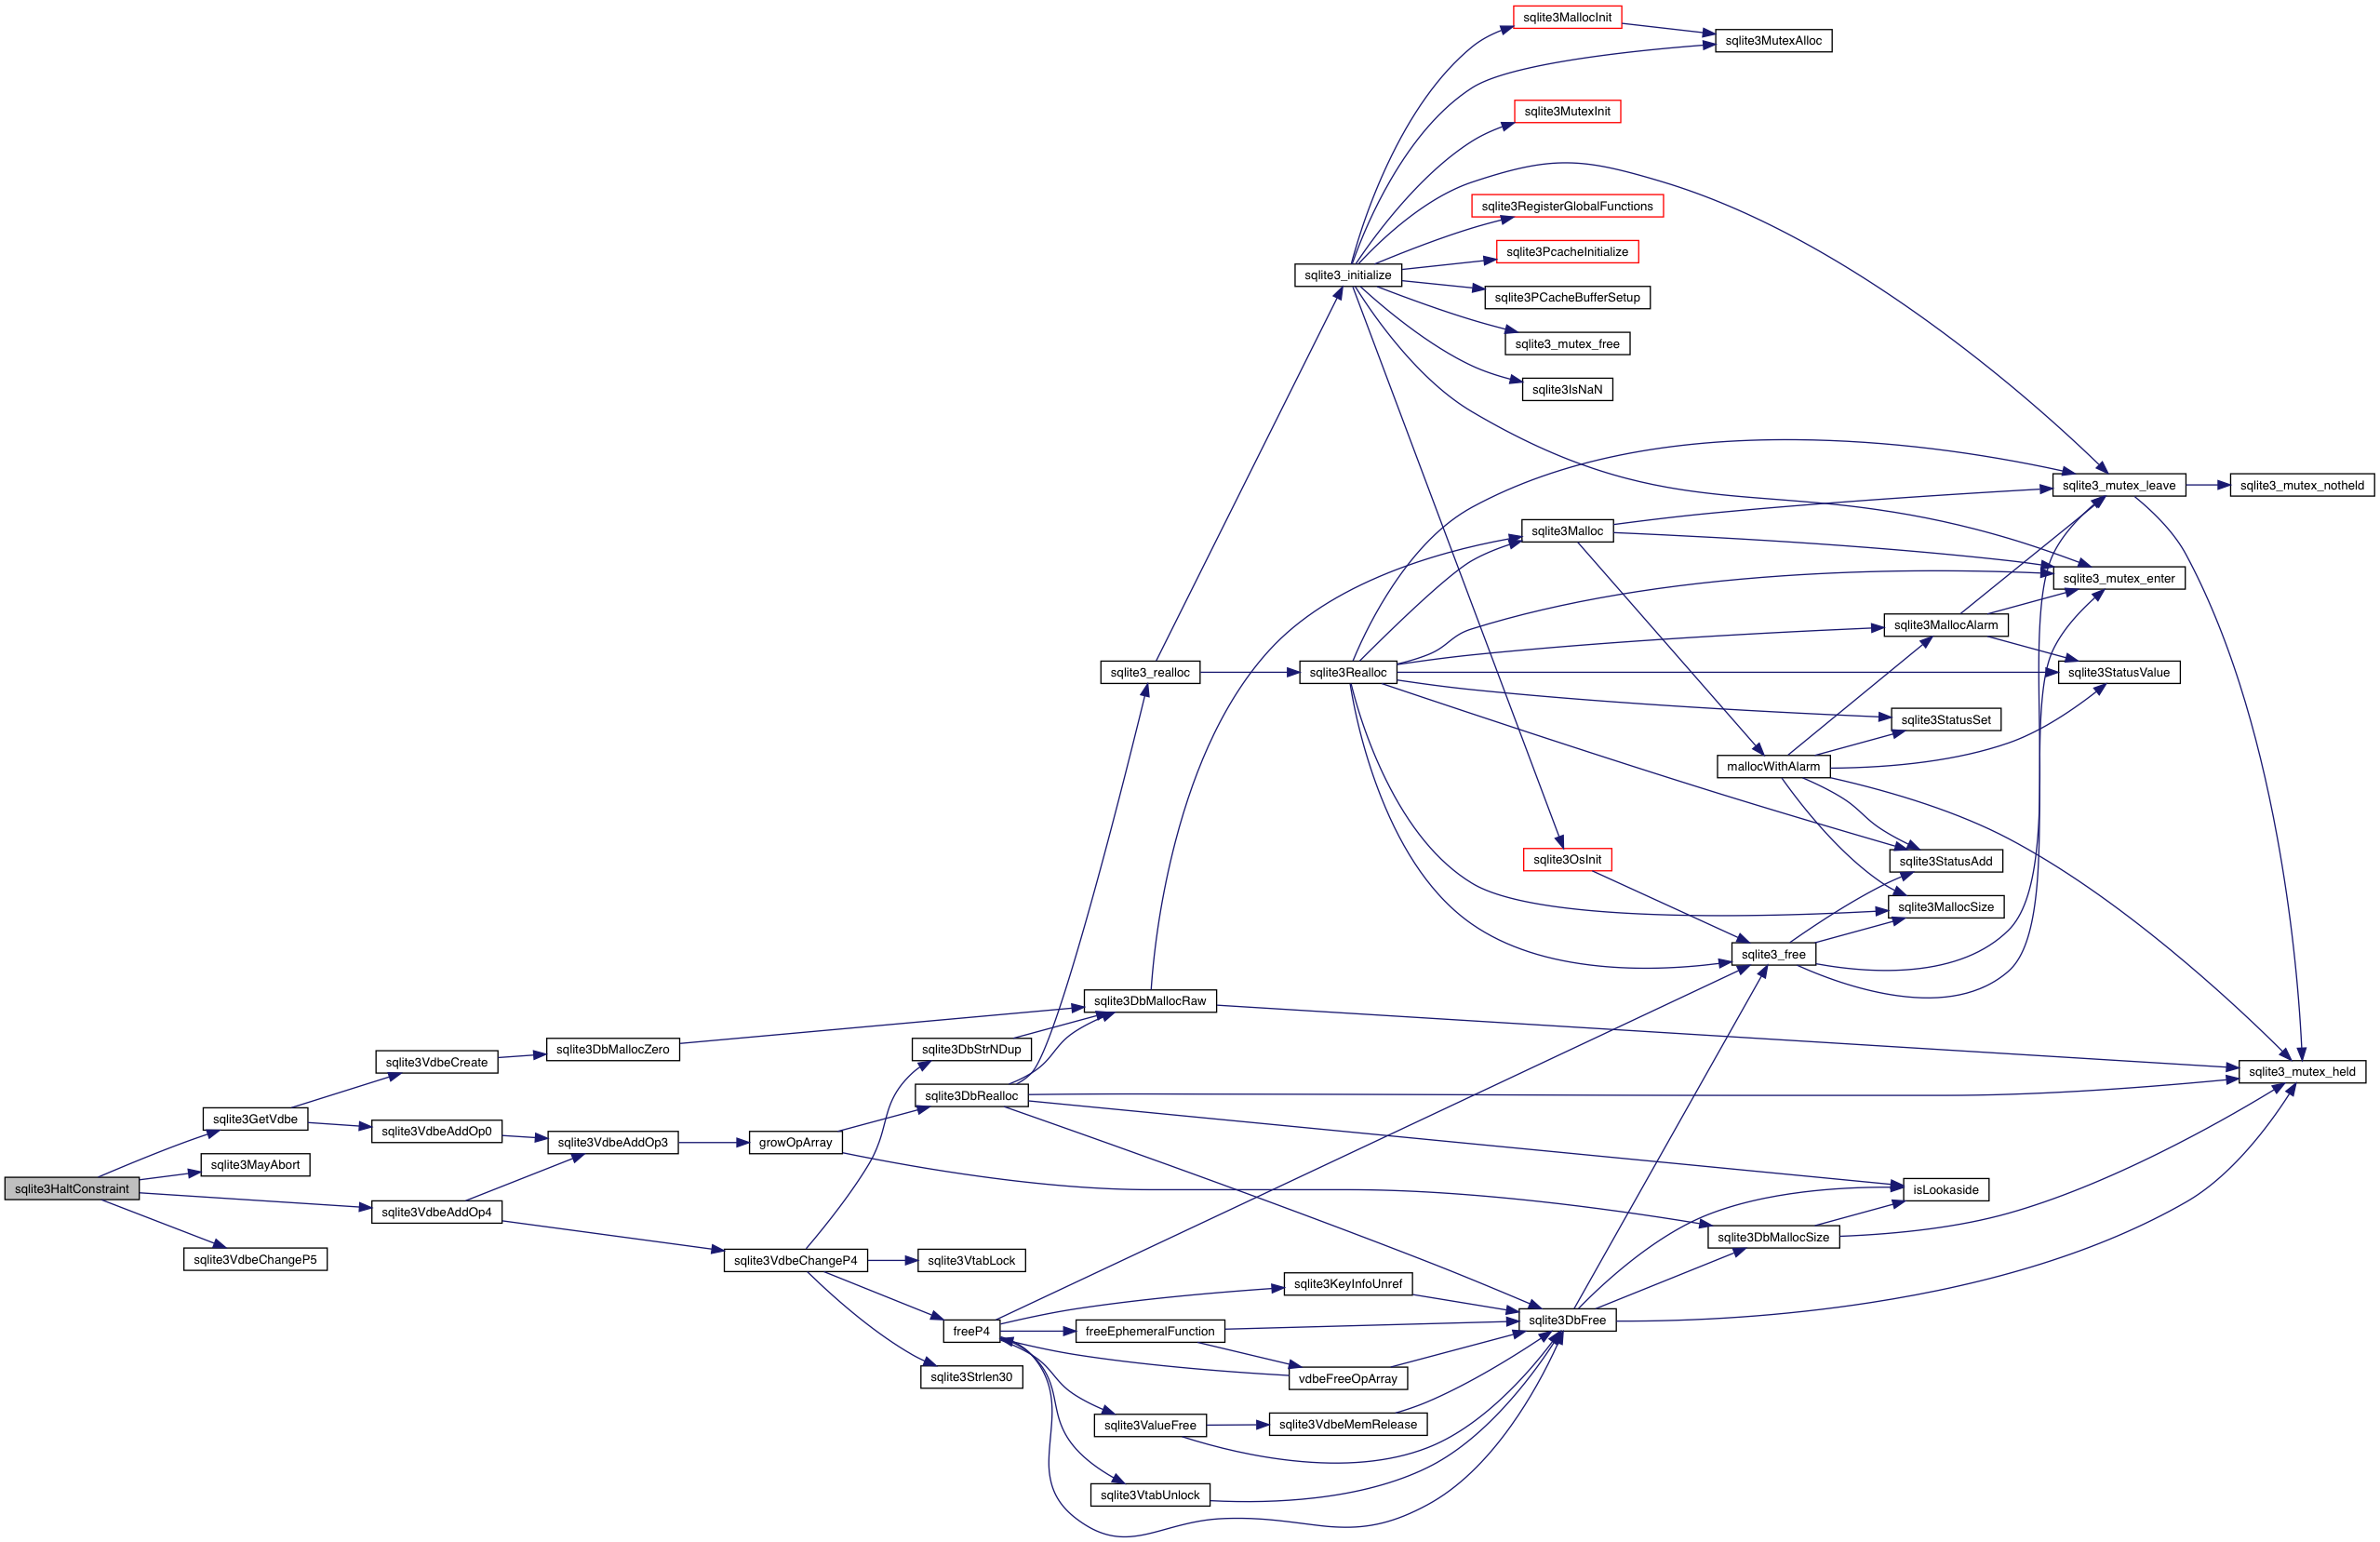 sqlite3MallocInit
sqlite3MutexAlloc
sqlite3MutexInit
sqlite3RegisterGlobalFunctions
sqlite3PcacheInitialize
sqlite3_initialize
sqlite3PCacheBufferSetup
sqlite3_mutex_free
sqlite3IsNaN
sqlite3_mutex_leave
sqlite3_mutex_notheld
sqlite3Malloc
sqlite3_mutex_enter
sqlite3MallocAlarm
sqlite3_realloc
sqlite3Realloc
sqlite3StatusValue
sqlite3StatusSet
mallocWithAlarm
sqlite3OsInit
sqlite3StatusAdd
sqlite3MallocSize
sqlite3_free
sqlite3DbMallocRaw
sqlite3DbMallocZero
sqlite3DbStrNDup
sqlite3VdbeCreate
sqlite3_mutex_held
sqlite3DbRealloc
sqlite3GetVdbe
sqlite3VdbeAddOp0
sqlite3VdbeAddOp3
growOpArray
sqlite3MayAbort
sqlite3HaltConstraint
isLookaside
sqlite3VdbeAddOp4
sqlite3DbMallocSize
sqlite3VdbeChangeP5
sqlite3VdbeChangeP4
sqlite3VtabLock
sqlite3KeyInfoUnref
sqlite3DbFree
freeP4
freeEphemeralFunction
sqlite3Strlen30
vdbeFreeOpArray
sqlite3ValueFree
sqlite3VdbeMemRelease
sqlite3VtabUnlock